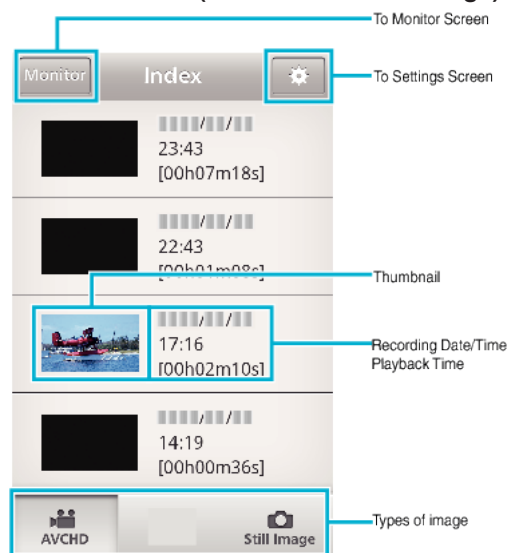 To Monitor Screen
Monitor
Index
To Settings Screen
23:43
[00h07m18s]
22:43
[00h01m08s]
Thumbnail
17:16
[00h02m10s]
Recording Date/Time
Playback Time
14:19
[00h00m36s]
AVCHD
Still Image
Types of image